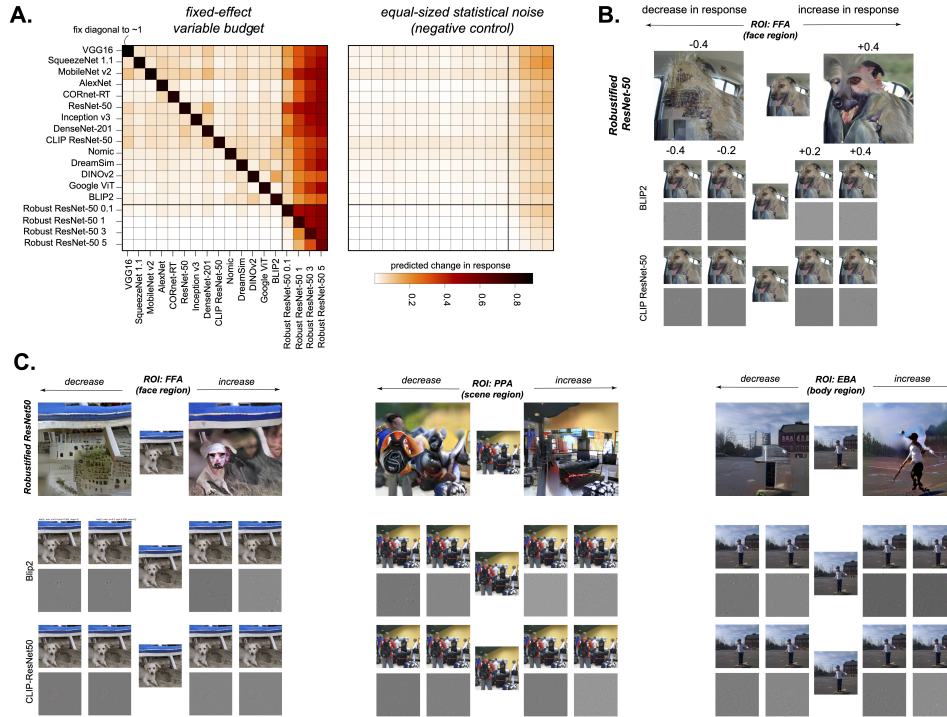 A.
fixed-effect
variable budget
equal-sized statistical noise
(negative control)
fix diagonal to ~1
VGG16
SqueezeNet 1.1
MobileNet v2
AlexNet
CORnet-RT
ResNet-50
Inception v3
DenseNet-201
CLIP ResNet-50
Nomic
DreamSim
DINOv2
Google ViT
BLIP2
Robust ResNet-50 0.1
Robust ResNet-50 1
Robust ResNet-50 3
Robust ResNet-50 5
VGG16
SqueezeNet 1.1
MobileNet v2
AlexNet
CORnet-RT
ResNet-50
Inception v3
DenseNet-201
CLIP ResNet-50
Nomic
DreamSim
DINOv2
Google ViT
BLIP2
Robust ResNet-50 0.1
Robust ResNet-50 1
Robust ResNet-50 3
Robust ResNet-50 5
predicted change in response
0.2
0.4
0.6
0.8
B.
decrease in response
increase in response
ROI: FFA
(face region)
-0.4
+0.4
Robustified
ResNet-50
-0.4
-0.2
+0.2
+0.4
BLIP2
CLIP ResNet-50
C.
decrease
ROI: FFA
(face region)
increase
decrease
ROI: PPA
(scene region)
increase
decrease
ROI: EBA
(body region)
increase
Robustified ResNet50
Blip2
CLIP-ResNet50